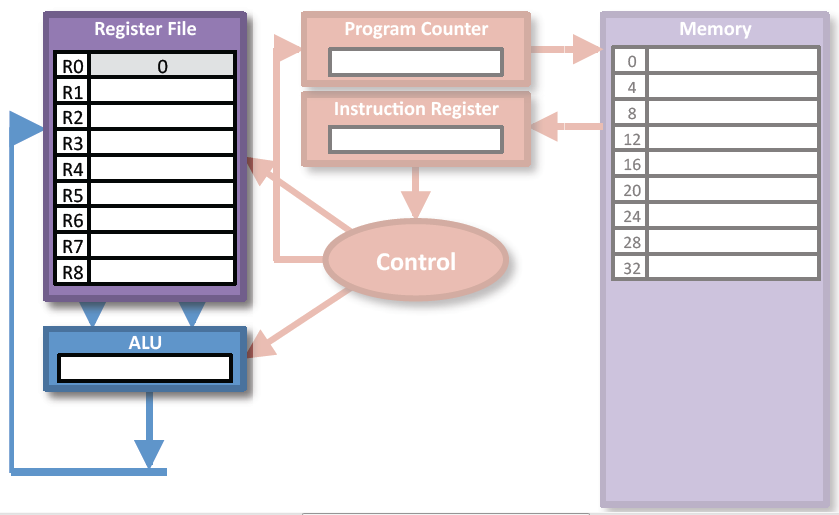 Register File
R0 0
R1
R2
R3
R4
R5
R6
R7
R8
ALU
Program Counter
Instruction Register
Control
Memory
0
4
8
12
16
20
24
28
32